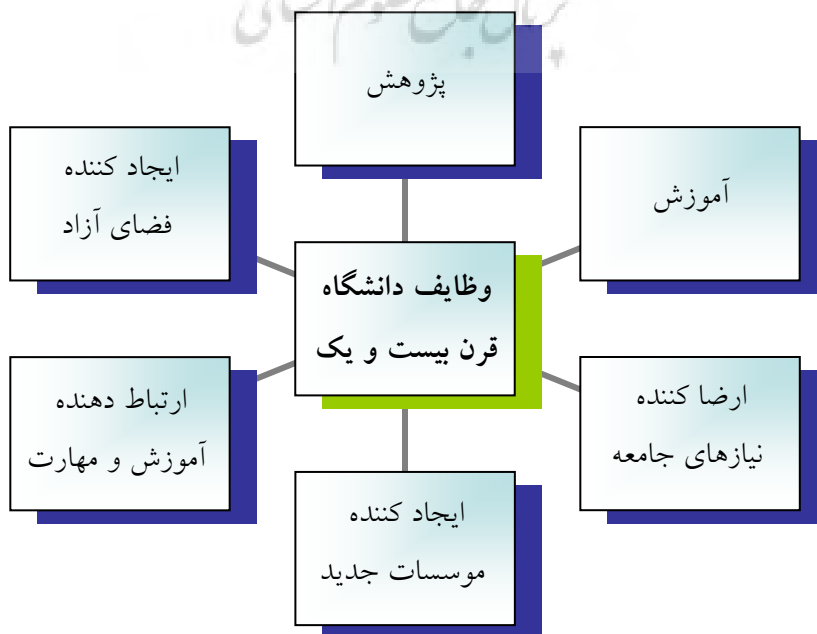 پژوهش
آموزش
ایجاد کننده
فضای آزاد
وظایف دانشگاه
قرن بیست و یک
ارضا کننده
نیازهای جامعه
ارتباط دهنده
آموزش و مهارت
ایجاد کننده
موسسات جدید